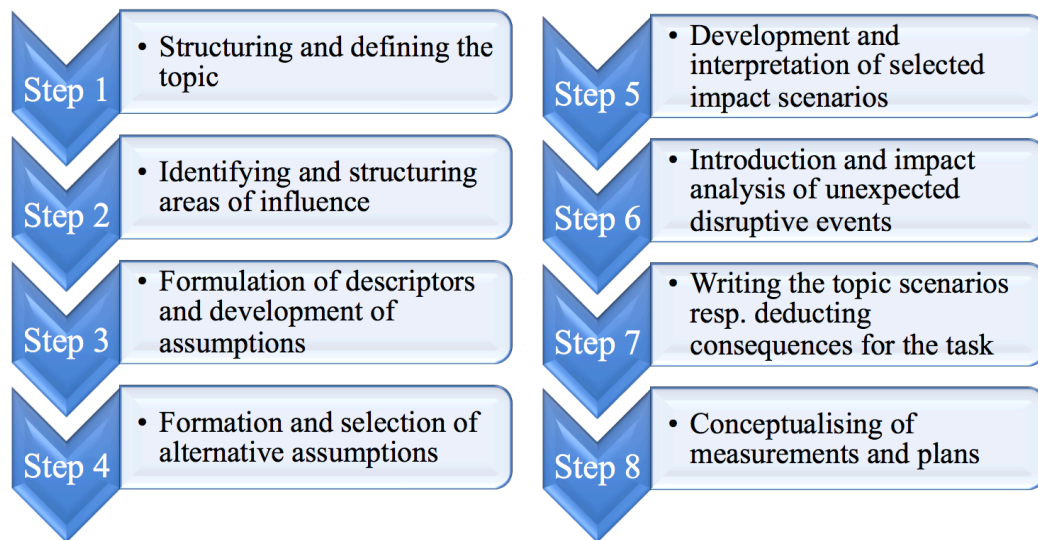 Step 1
• Structuring and defining the
topic
Step 2
• Identifying and structuring
areas of influence
Step 3
• Formulation of descriptors
and development of
assumptions
Step 4
• Formation and selection of
alternative assumptions
Step 5
• Development and
interpretation of selected
impact scenarios
Step 6
• Introduction and impact
analysis of unexpected
disruptive events
Step 7
• Writing the topic scenarios
resp. deducting
consequences for the task
Step 8
• Conceptualising of
measurements and plans